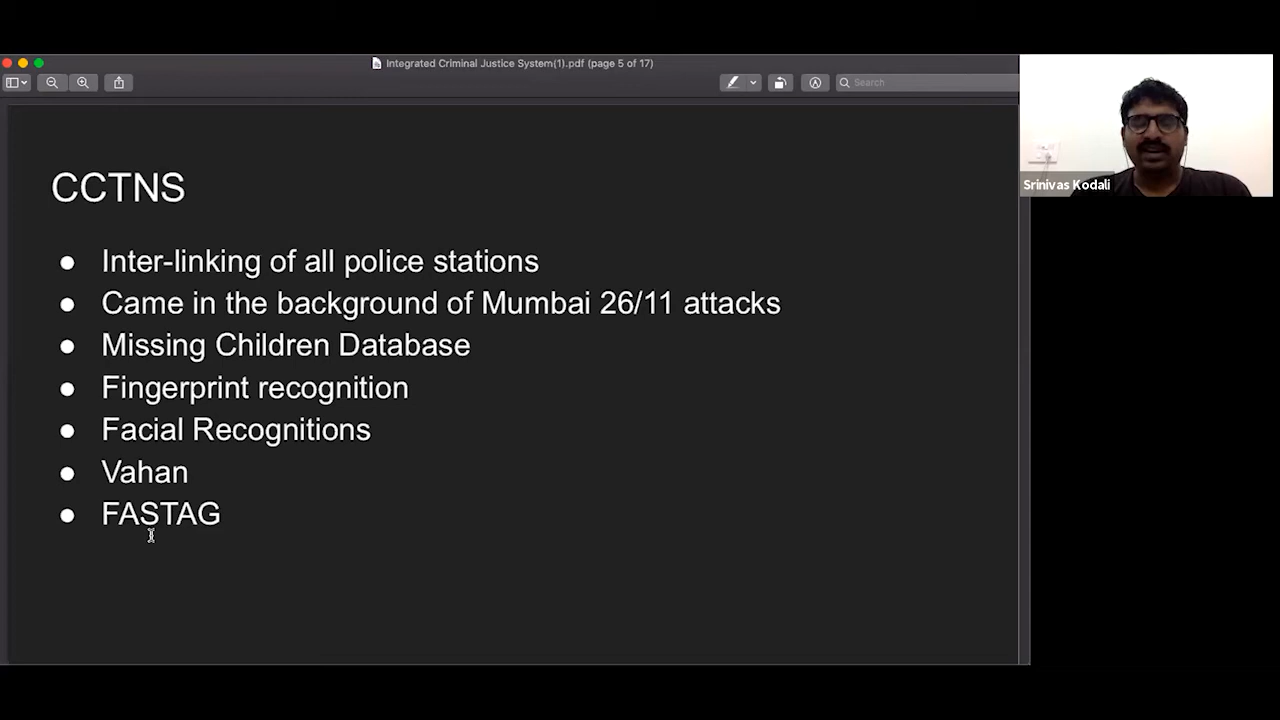 Integrated Criminal Justice System(1).pdf (page 5 of 17)
Search
Srinivas Kodali
CCTNS
● Inter-linking of all police stations
● Came in the background of Mumbai 26/11 attacks
● Missing Children Database
● Fingerprint recognition
● Facial Recognitions
● Vahan
● FASTAG